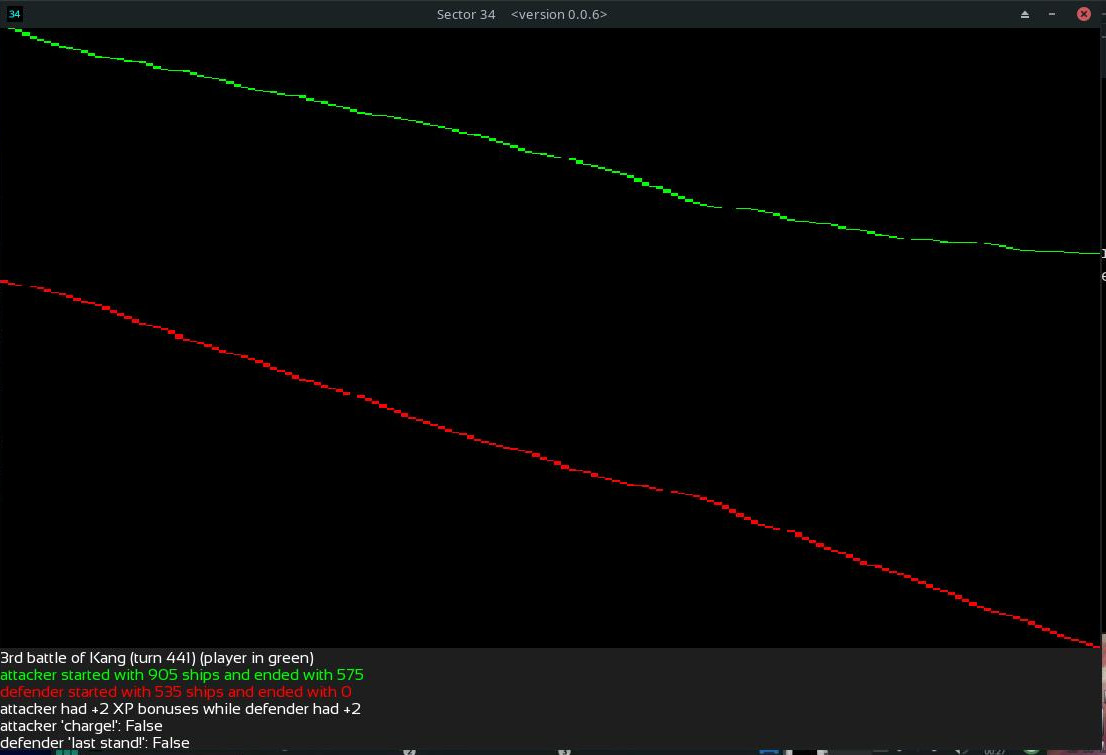 34
Sector 34 <version 0.0.6>
3rd battle of Kang (turn 441) (player in green)
attacker started with 905 ships and ended with 575
defender started with 535 ships and ended with 0
attacker had +2 XP bonuses while defender had +2
attacker 'charge!': False
defender 'last stand!': False